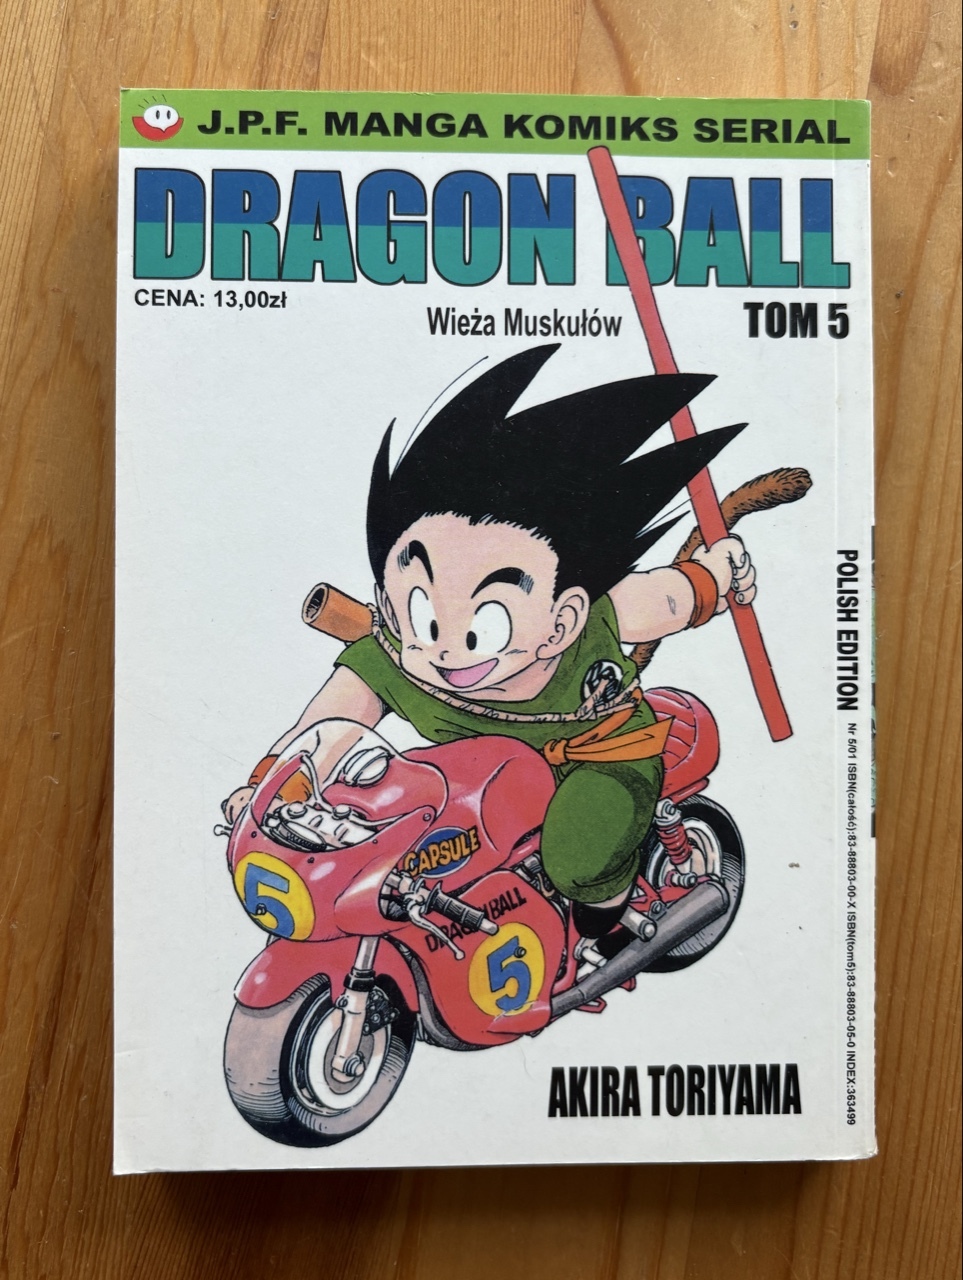 J.P.F. MANGA KOMIKS SERIAL
DRAGON BALL
CENA: 13,00zł
Wieża Muskułów
TOM 5
POLISH EDITION
Nr 5/01 ISBN(całość):83-88803-00-X ISBN(tom5):83-88803-05-0 INDEX:363499
CAPSULE
5
DRAGON BALL
5
AKIRA TORIYAMA